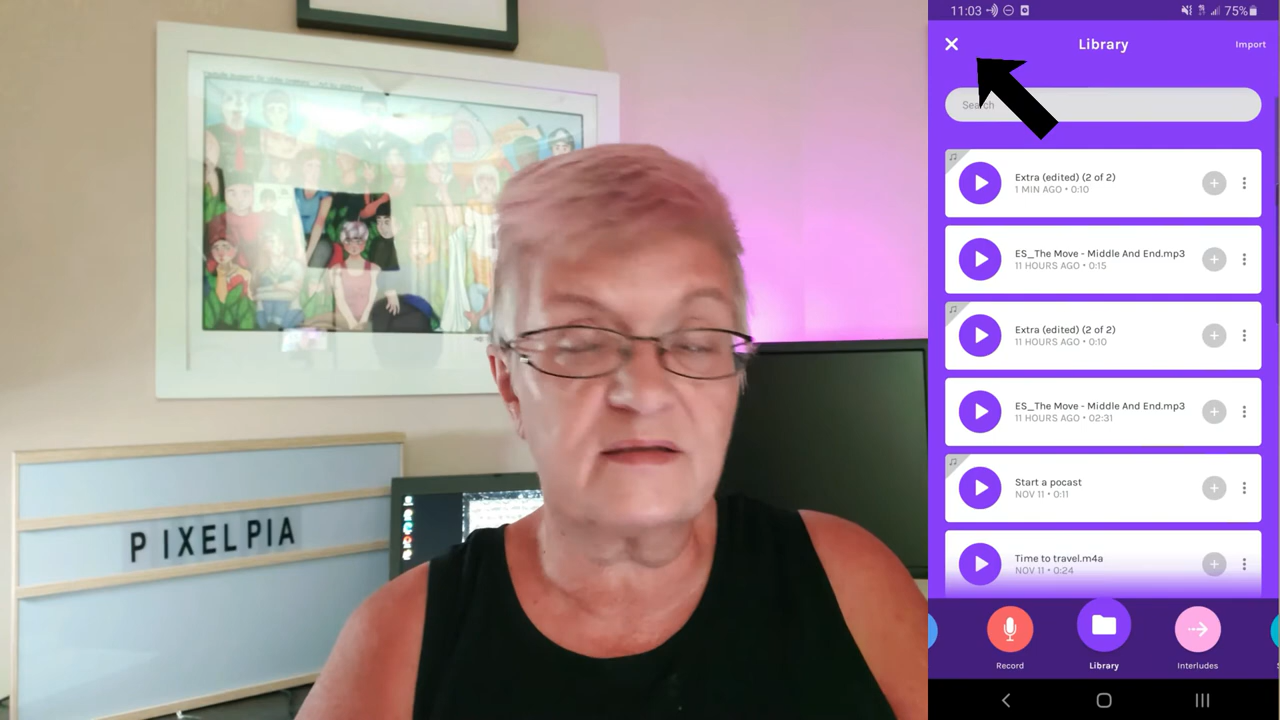 PIXELPIA
11:03
75%
Library
Import
Search
Extra (edited) (2 of 2)
1 MIN AGO • 0:10
ES_The Move - Middle And End.mp3
11 HOURS AGO • 0:15
Extra (edited) (2 of 2)
11 HOURS AGO • 0:10
ES_The Move - Middle And End.mp3
11 HOURS AGO • 02:31
Start a pocast
NOV 11 • 0:11
Time to travel.m4a
NOV 11 • 0:24
Record
Library
Interludes